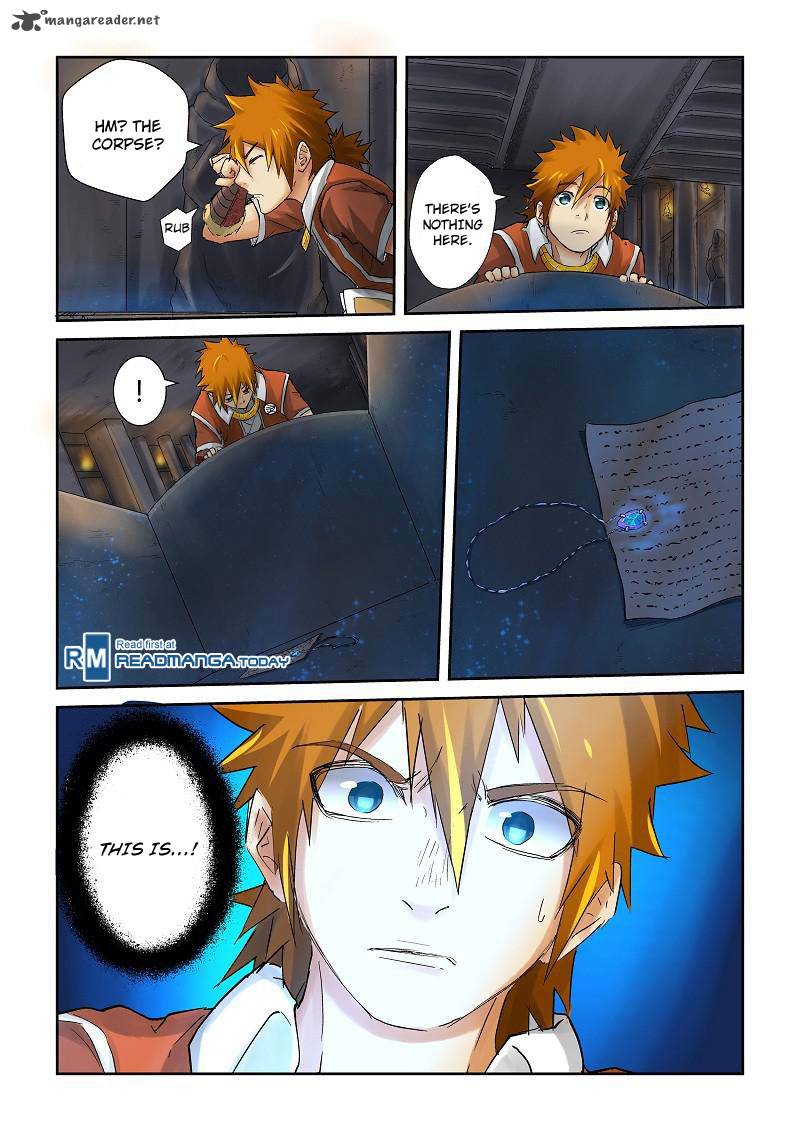 mangareader.net
HM? THE
CORPSE?
RUB
THERE'S
NOTHING
HERE.
!
RM
Read first at
READMANGA.TODAY
THIS IS...!